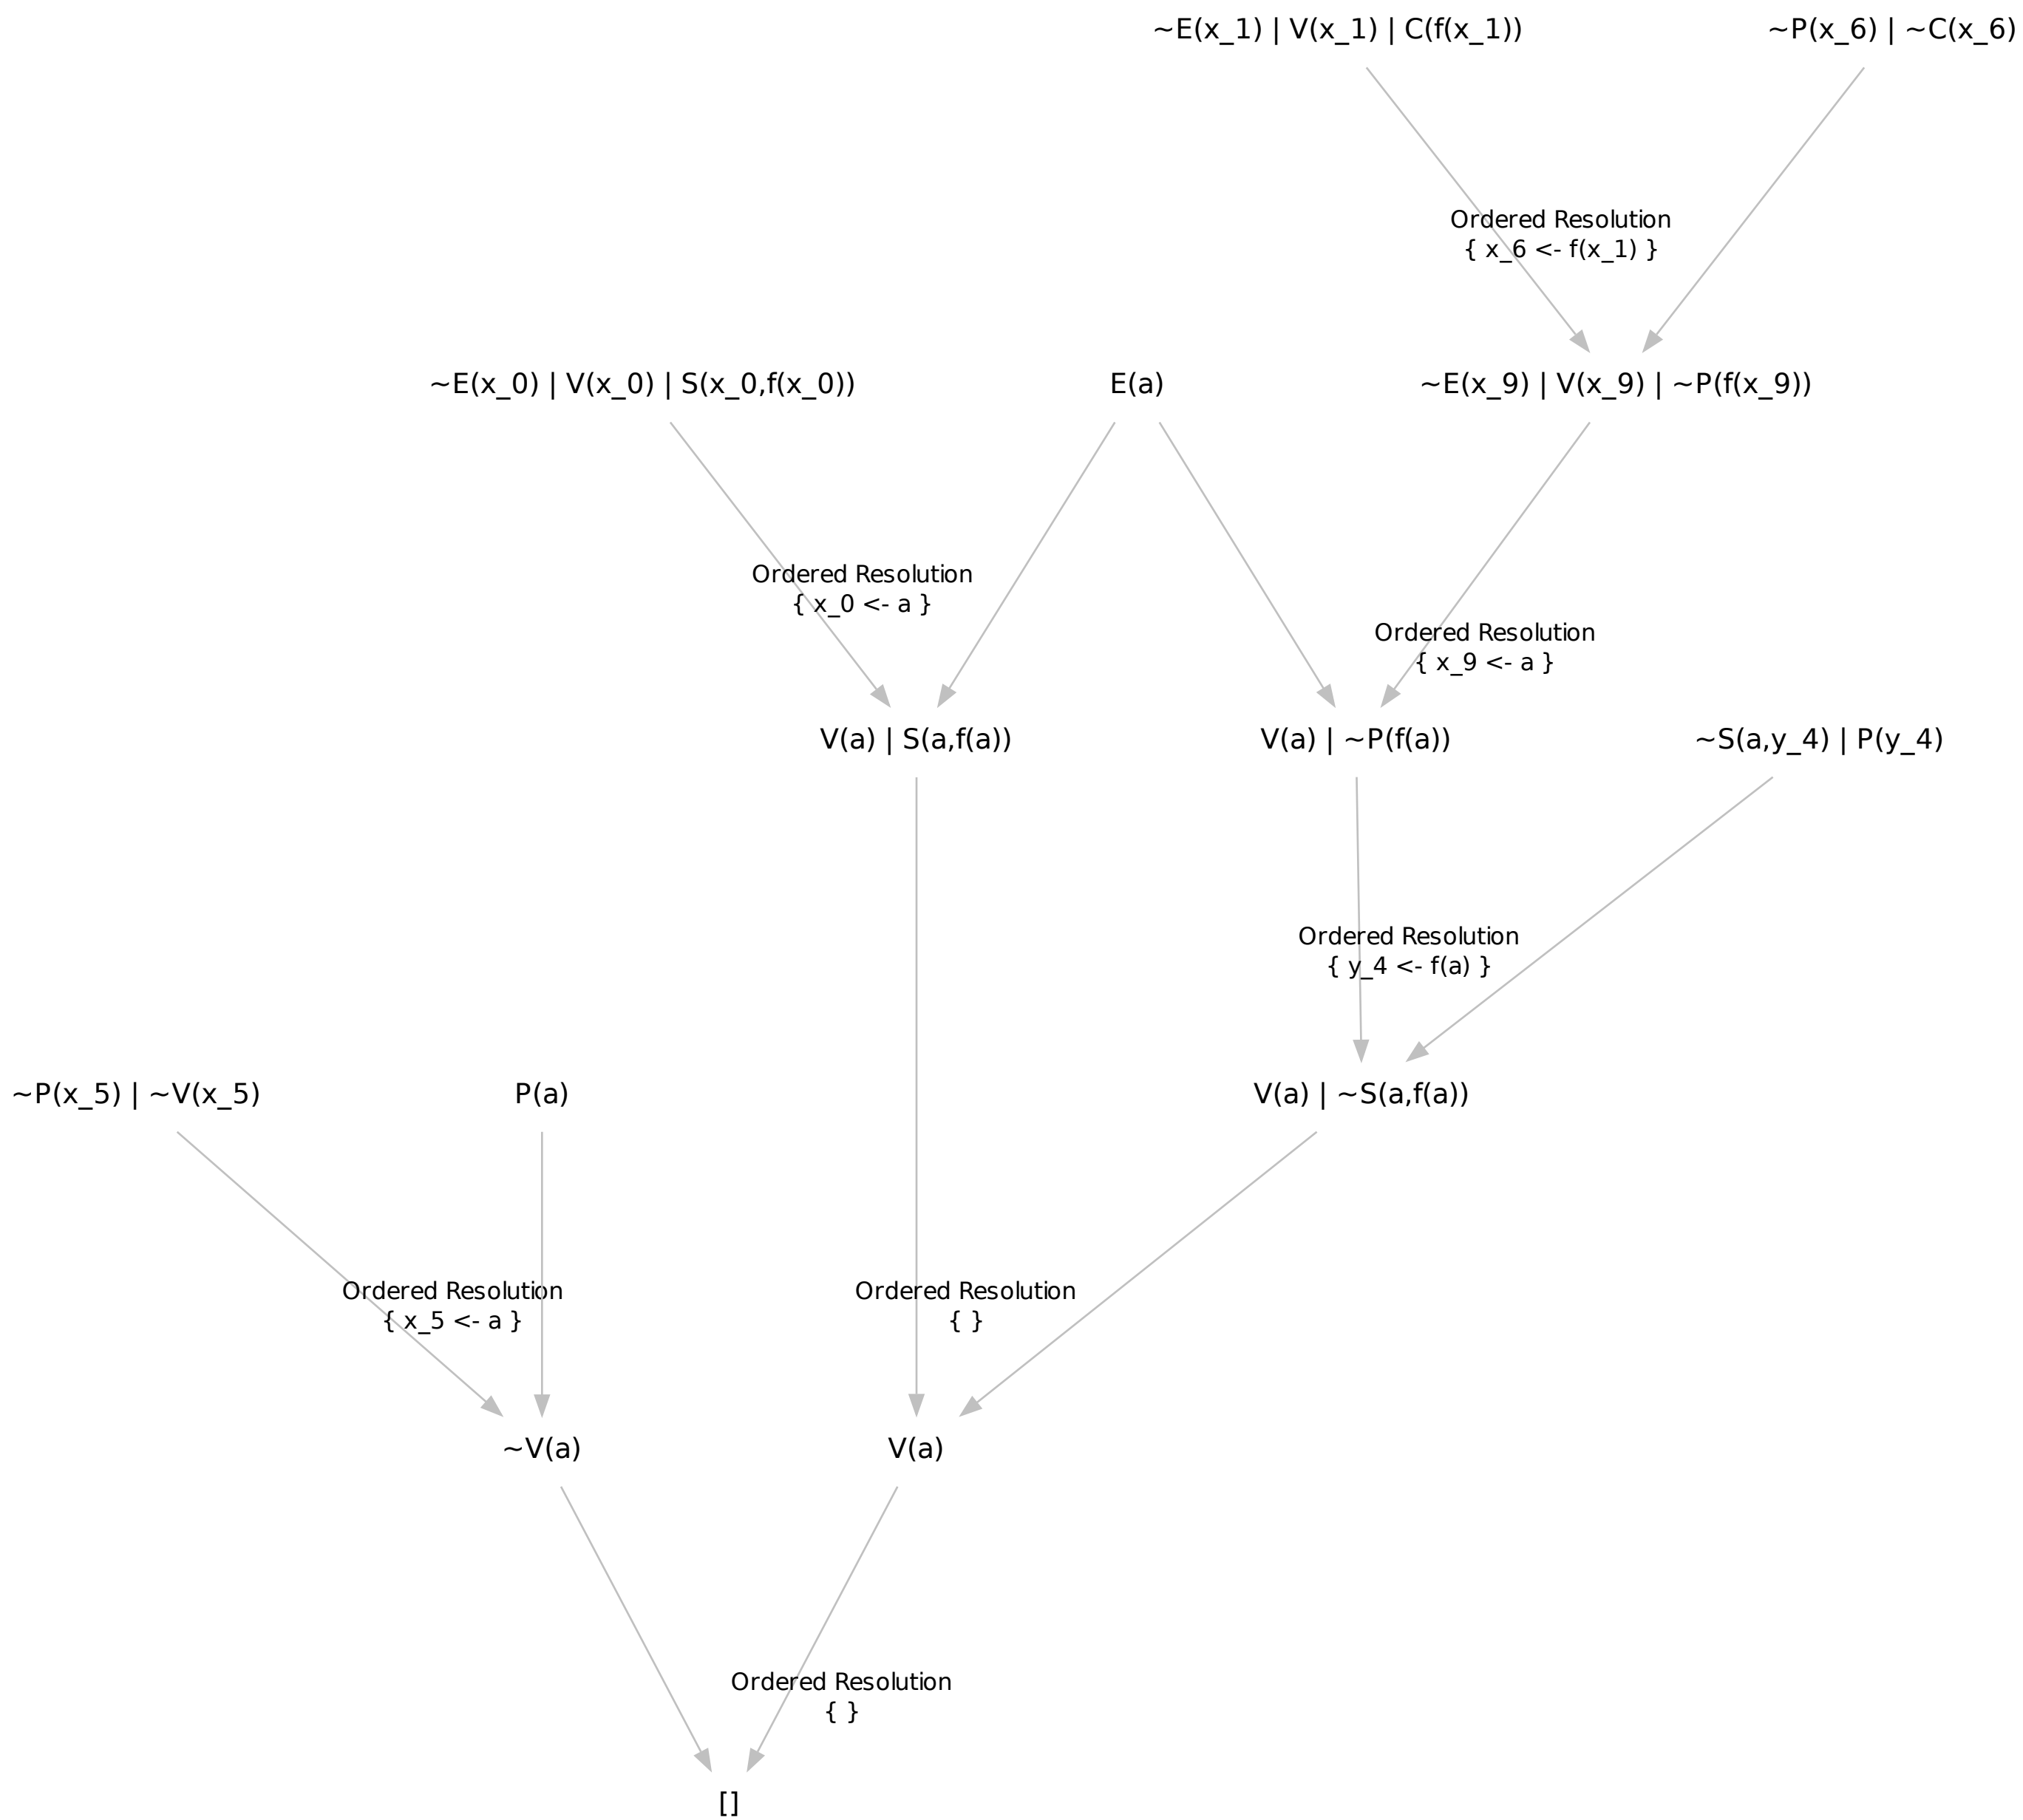 ~E(x_1) | V(x_1) | C(f(x_1))
~P(x_6) | ~C(x_6)
Ordered Resolution
{ x_6 <- f(x_1) }
~E(x_0) | V(x_0) | S(x_0,f(x_0))
E(a)
~E(x_9) | V(x_9) | ~P(f(x_9))
Ordered Resolution
{ x_0 <- a }
Ordered Resolution
{ x_9 <- a }
V(a) | S(a,f(a))
V(a) | ~P(f(a))
~S(a,y_4) | P(y_4)
Ordered Resolution
{ y_4 <- f(a) }
~P(x_5) | ~V(x_5)
P(a)
V(a) | ~S(a,f(a))
Ordered Resolution
{ x_5 <- a }
Ordered Resolution
{ }
~V(a)
V(a)
Ordered Resolution
{ }
[]